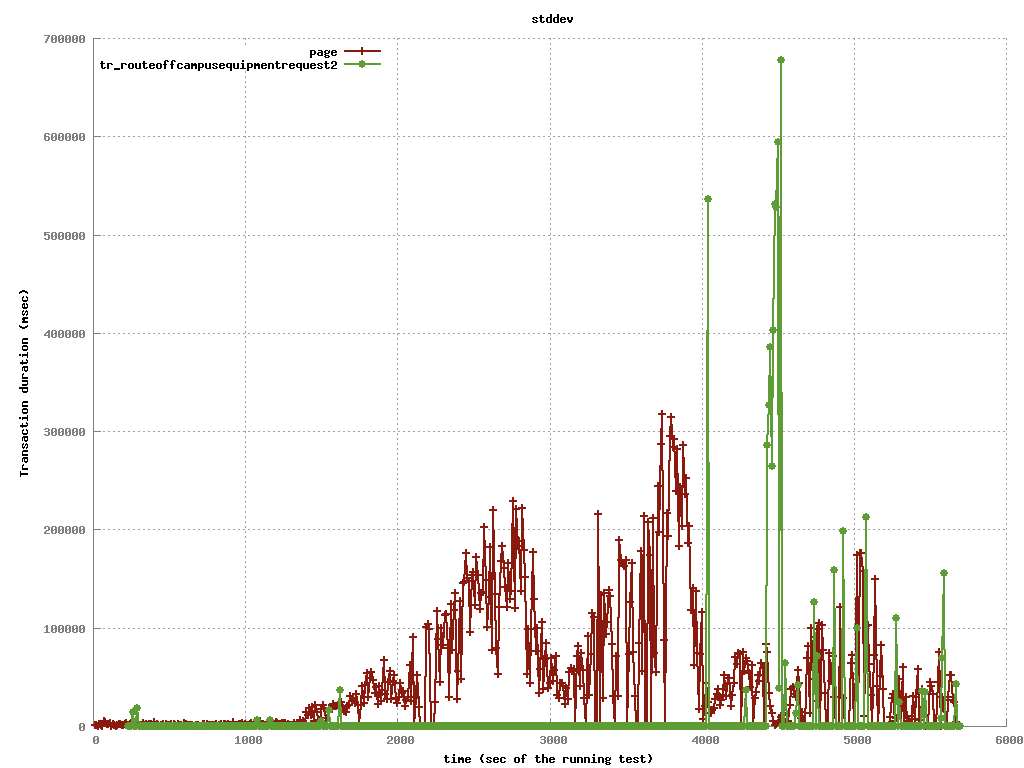 stddev
page
tr_routeoffcampusequipmentrequest2
700000
600000
500000
400000
300000
200000
100000
0
Transaction duration (msec)
0 1000 2000 3000 4000 5000 6000
time (sec of the running test)